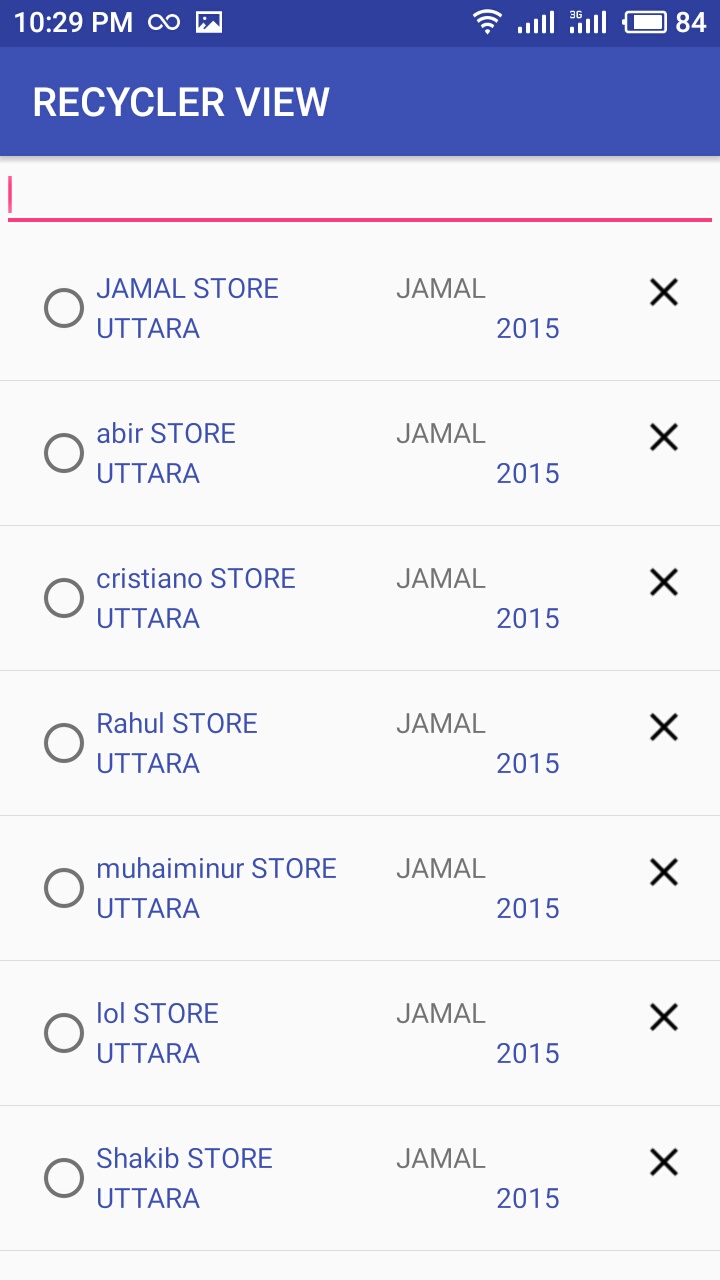 10:29 PM 3G 84
RECYCLER VIEW
JAMAL STORE JAMAL
UTTARA 2015
abir STORE JAMAL
UTTARA 2015
cristiano STORE JAMAL
UTTARA 2015
Rahul STORE JAMAL
UTTARA 2015
muhaiminur STORE JAMAL
UTTARA 2015
lol STORE JAMAL
UTTARA 2015
Shakib STORE JAMAL
UTTARA 2015